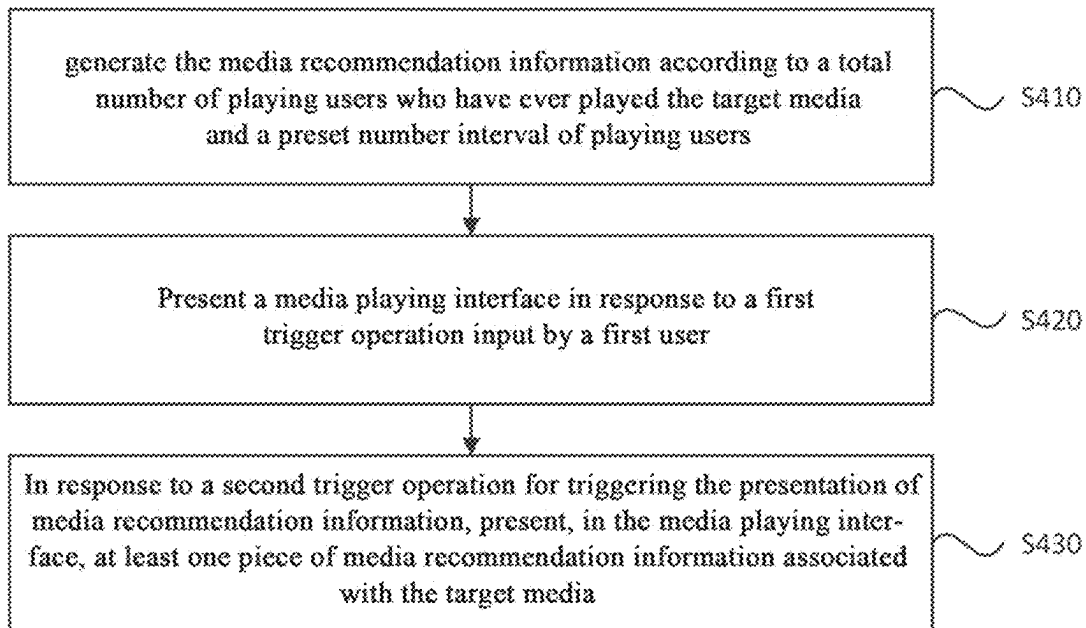 generate the media recommendation information according to a total
number of playing users who have ever played the target media
and a preset number interval of playing users
S410
Present a media playing interface in response to a first
trigger operation input by a first user
S420
In response to a second trigger operation for triggering the presentation of
media recommendation information, present, in the media playing inter-
face, at least one piece of media recommendation information associated
with the target media
S430